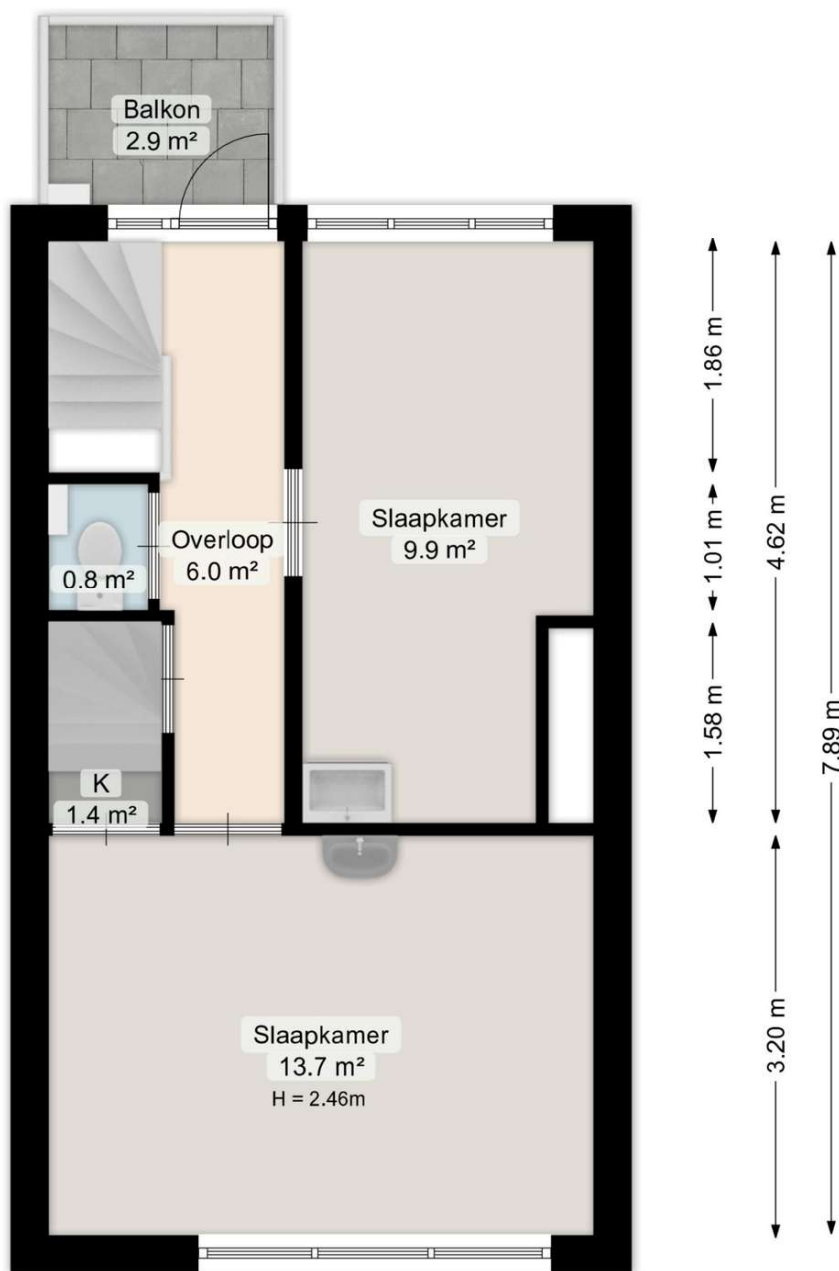 Balkon
2.9 m²
Slaapkamer
9.9 m²
Overloop
6.0 m²
0.8 m²
K
1.4 m²
Slaapkamer
13.7 m²
H = 2.46m
1.86 m
1.01 m
1.58 m
4.62 m
3.20 m
7.89 m